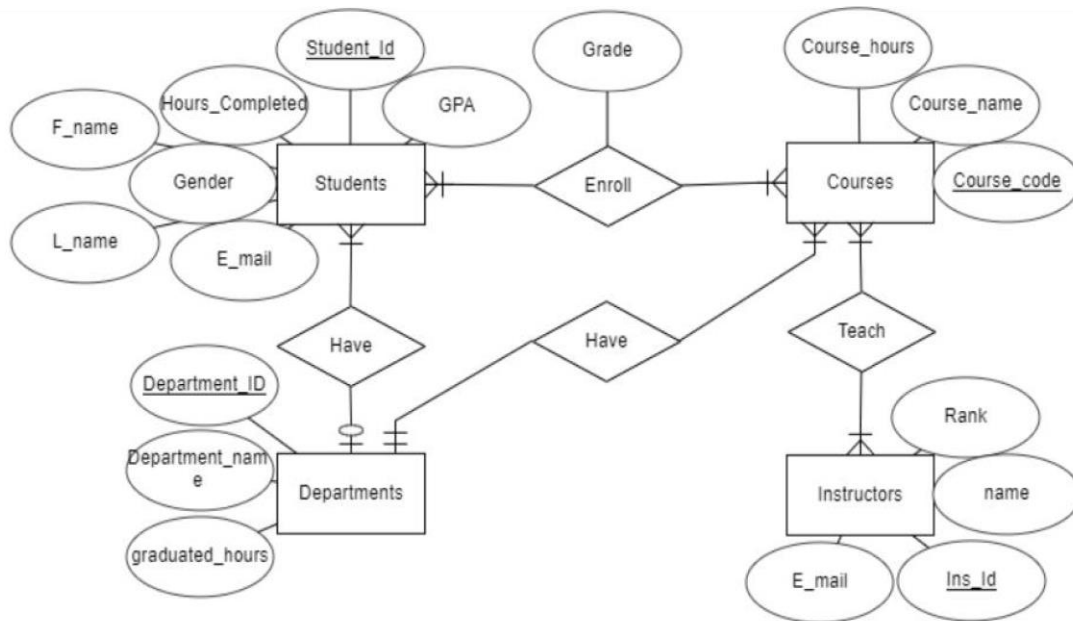 Student_Id
Grade
Course_hours
Hours_Completed
GPA
Course_name
F_name
Gender
Students
Enroll
Courses
Course_code
L_name
E_mail
Have
Have
Teach
Department_ID
Rank
Department_nam
e
Departments
Instructors
name
graduated_hours
E_mail
Ins_Id